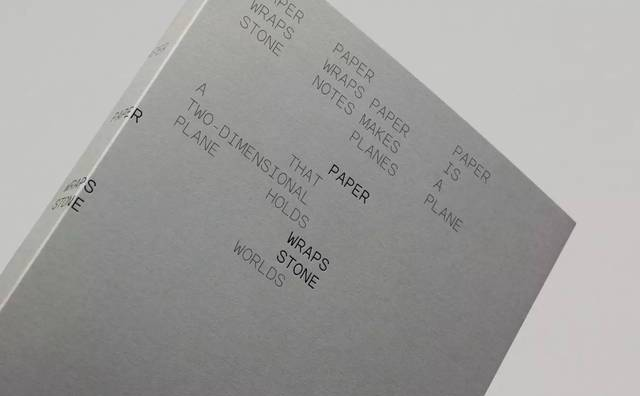 PAPER
WRAPS
STONE
PAPER
WRAPS PAPER
NOTES MAKES
PLANES
PAPER
IS
A
PLANE
A
TWO-DIMENSIONAL
PLANE
THAT
HOLDS
WORLDS
PAPER
WRAPS
STONE
PAPER
WRAPS
STONE